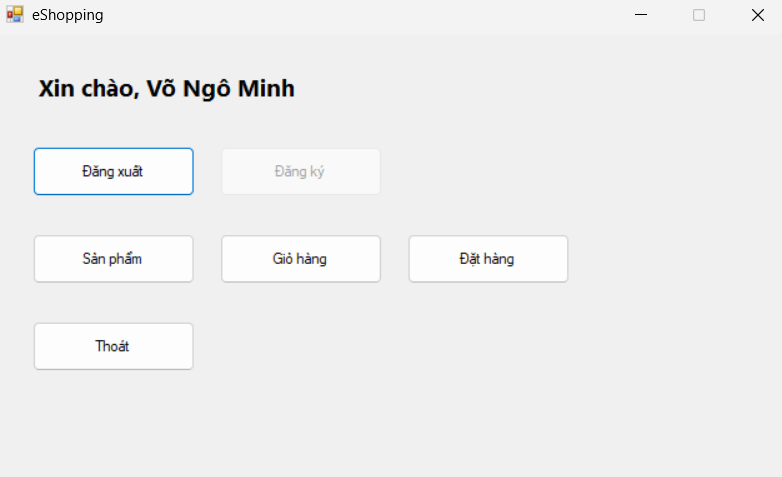 eShopping
Xin chào, Võ Ngô Minh
Đăng xuất Đăng ký
Sản phẩm Giỏ hàng Đặt hàng
Thoát